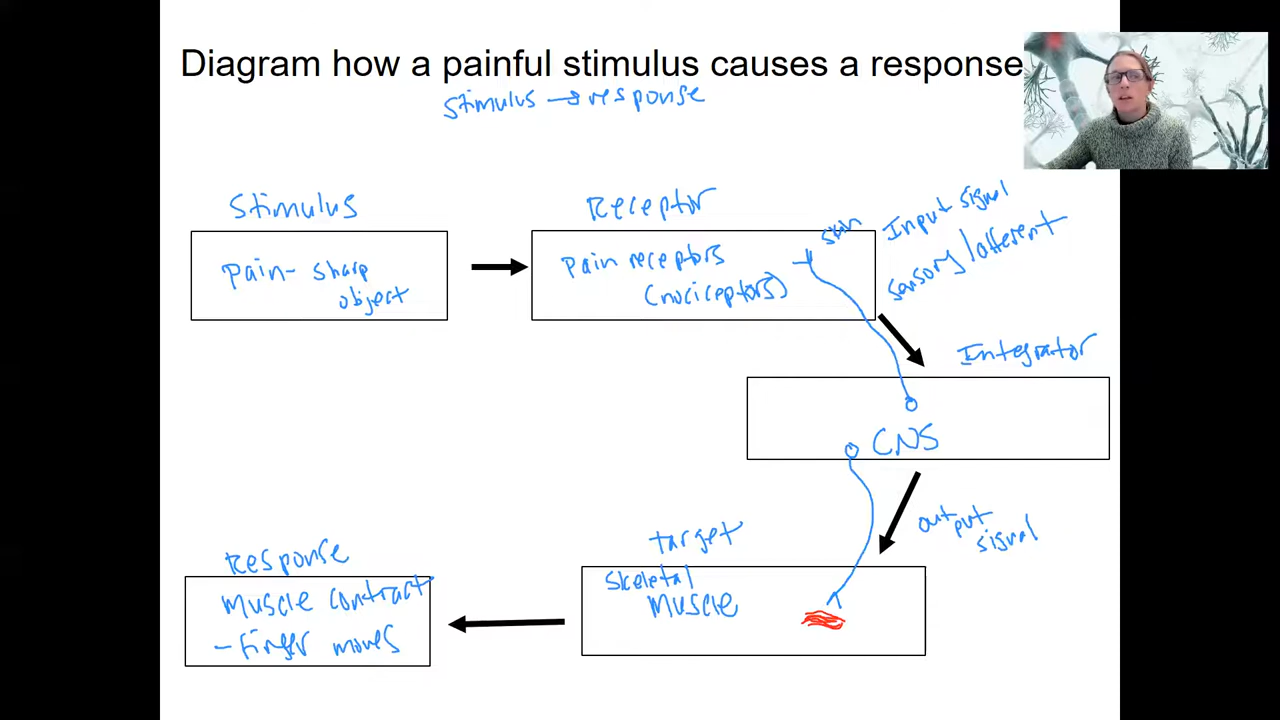 Diagram how a painful stimulus causes a response
stimulus → response
Stimulus
Pain- sharp
object
Receptor
Pain receptors
(nociceptors)
skin
Input signal
sensory/afferent
Integrator
CNS
output
signal
target
skeletal
muscle
Response
muscle contract
- finger moves